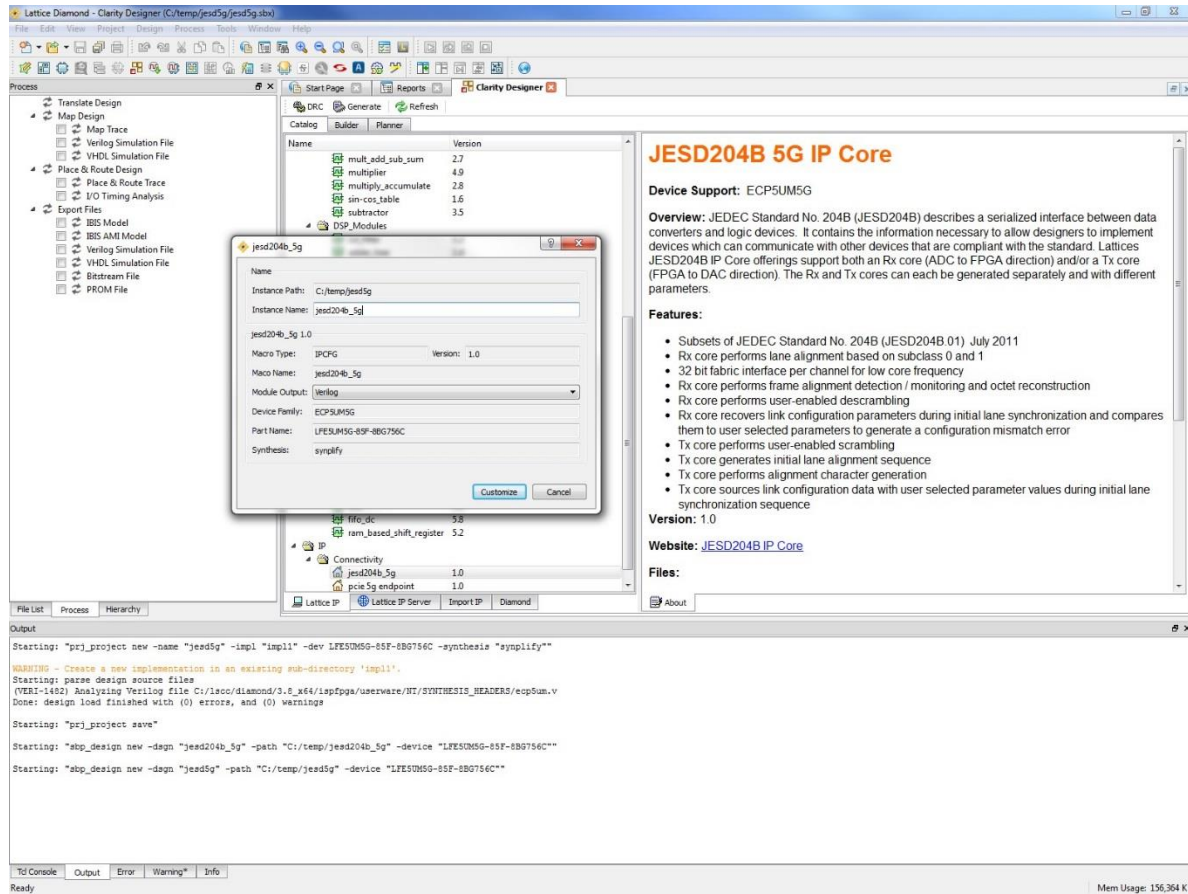 Lattice Diamond - Clarity Designer (C:/temp/jesd5g/jesd5g.sbx)
File Edit View Project Design Process Tools Window Help
Process
Start Page
Reports
Clarity Designer
Translate Design
Map Design
Map Trace
Verilog Simulation File
VHDL Simulation File
Place & Route Design
Place & Route Trace
I/O Timing Analysis
Export Files
IBIS Model
IBIS AMI Model
Verilog Simulation File
VHDL Simulation File
Bitstream File
PROM File
File List Process Hierarchy
DRC Generate Refresh
Catalog Builder Planner
Name Version
mult_add_sub_sum 2.7
multiplier 4.9
multiply_accumulate 2.8
sin-cos_table 1.6
subtractor 3.5
DSP_Modules
jesd204b_5g
Name
Instance Path: C:/temp/jesd5g
Instance Name: jesd204b_5g
jesd204b_5g 1.0
Macro Type: IPCFG Version: 1.0
Maco Name: jesd204b_5g
Module Output: Verilog
Device Family: ECP5UM5G
Part Name: LFE5UM5G-85F-8BG756C
Synthesis: synplify
Customize Cancel
fifo_dc 5.8
ram_based_shift_register 5.2
IP
Connectivity
jesd204b_5g 1.0
pcie 5g endpoint 1.0
Lattice IP Lattice IP Server Import IP Diamond
JESD204B 5G IP Core
Device Support: ECP5UM5G
Overview: JEDEC Standard No. 204B (JESD204B) describes a serialized interface between data
converters and logic devices. It contains the information necessary to allow designers to implement
devices which can communicate with other devices that are compliant with the standard. Lattices
JESD204B IP Core offerings support both an Rx core (ADC to FPGA direction) and/or a Tx core
(FPGA to DAC direction). The Rx and Tx cores can each be generated separately and with different
parameters.
Features:
• Subsets of JEDEC Standard No. 204B (JESD204B.01) July 2011
• Rx core performs lane alignment based on subclass 0 and 1
• 32 bit fabric interface per channel for low core frequency
• Rx core performs frame alignment detection / monitoring and octet reconstruction
• Rx core performs user-enabled descrambling
• Rx core recovers link configuration parameters during initial lane synchronization and compares
them to user selected parameters to generate a configuration mismatch error
• Tx core performs user-enabled scrambling
• Tx core generates initial lane alignment sequence
• Tx core performs alignment character generation
• Tx core sources link configuration data with user selected parameter values during initial lane
synchronization sequence
Version: 1.0
Website: JESD204B IP Core
Files:
About
Output
Starting: "prj_project new -name "jesd5g" -impl "impl1" -dev LFE5UM5G-85F-8BG756C -synthesis "synplify""
WARNING - Create a new implementation in an existing sub-directory 'impl1'.
Starting: parse design source files
(VERI-1482) Analyzing Verilog file C:/lscc/diamond/3.8_x64/ispfpga/userware/NT/SYNTHESIS_HEADERS/ecp5um.v
Done: design load finished with (0) errors, and (0) warnings
Starting: "prj_project save"
Starting: "sbp_design new -dsgn "jesd204b_5g" -path "C:/temp/jesd204b_5g" -device "LFE5UM5G-85F-8BG756C""
Starting: "sbp_design new -dsgn "jesd5g" -path "C:/temp/jesd5g" -device "LFE5UM5G-85F-8BG756C""
Tcl Console Output Error Warning* Info
Ready
Mem Usage: 156,364 K